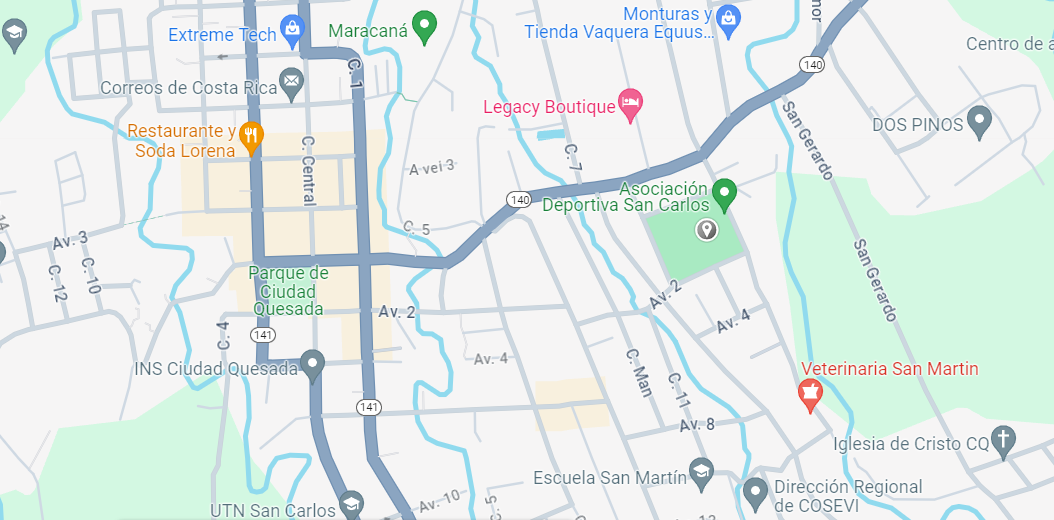 Monturas y
Tienda Vaquera Equus...
Extreme Tech
Maracaná
nor
Centro de a
140
C. 1
Correos de Costa Rica
Legacy Boutique
San Gerardo
DOS PINOS
Restaurante y
Soda Lorena
C. Central
A vei 3
C. 7
140
Asociación
Deportiva San Carlos
14
Av. 3
C. 5
San Gerardo
C. 12
C. 10
Parque de
Ciudad
Quesada
Av. 2
Av. 2
Av. 4
C. 4
141
INS Ciudad Quesada
Av. 4
C. Man
C. 11
Veterinaria San Martin
141
Av. 8
Iglesia de Cristo CQ
Escuela San Martín
Dirección Regional
de COSEVI
Av. 10
C. 5
UTN San Carlos